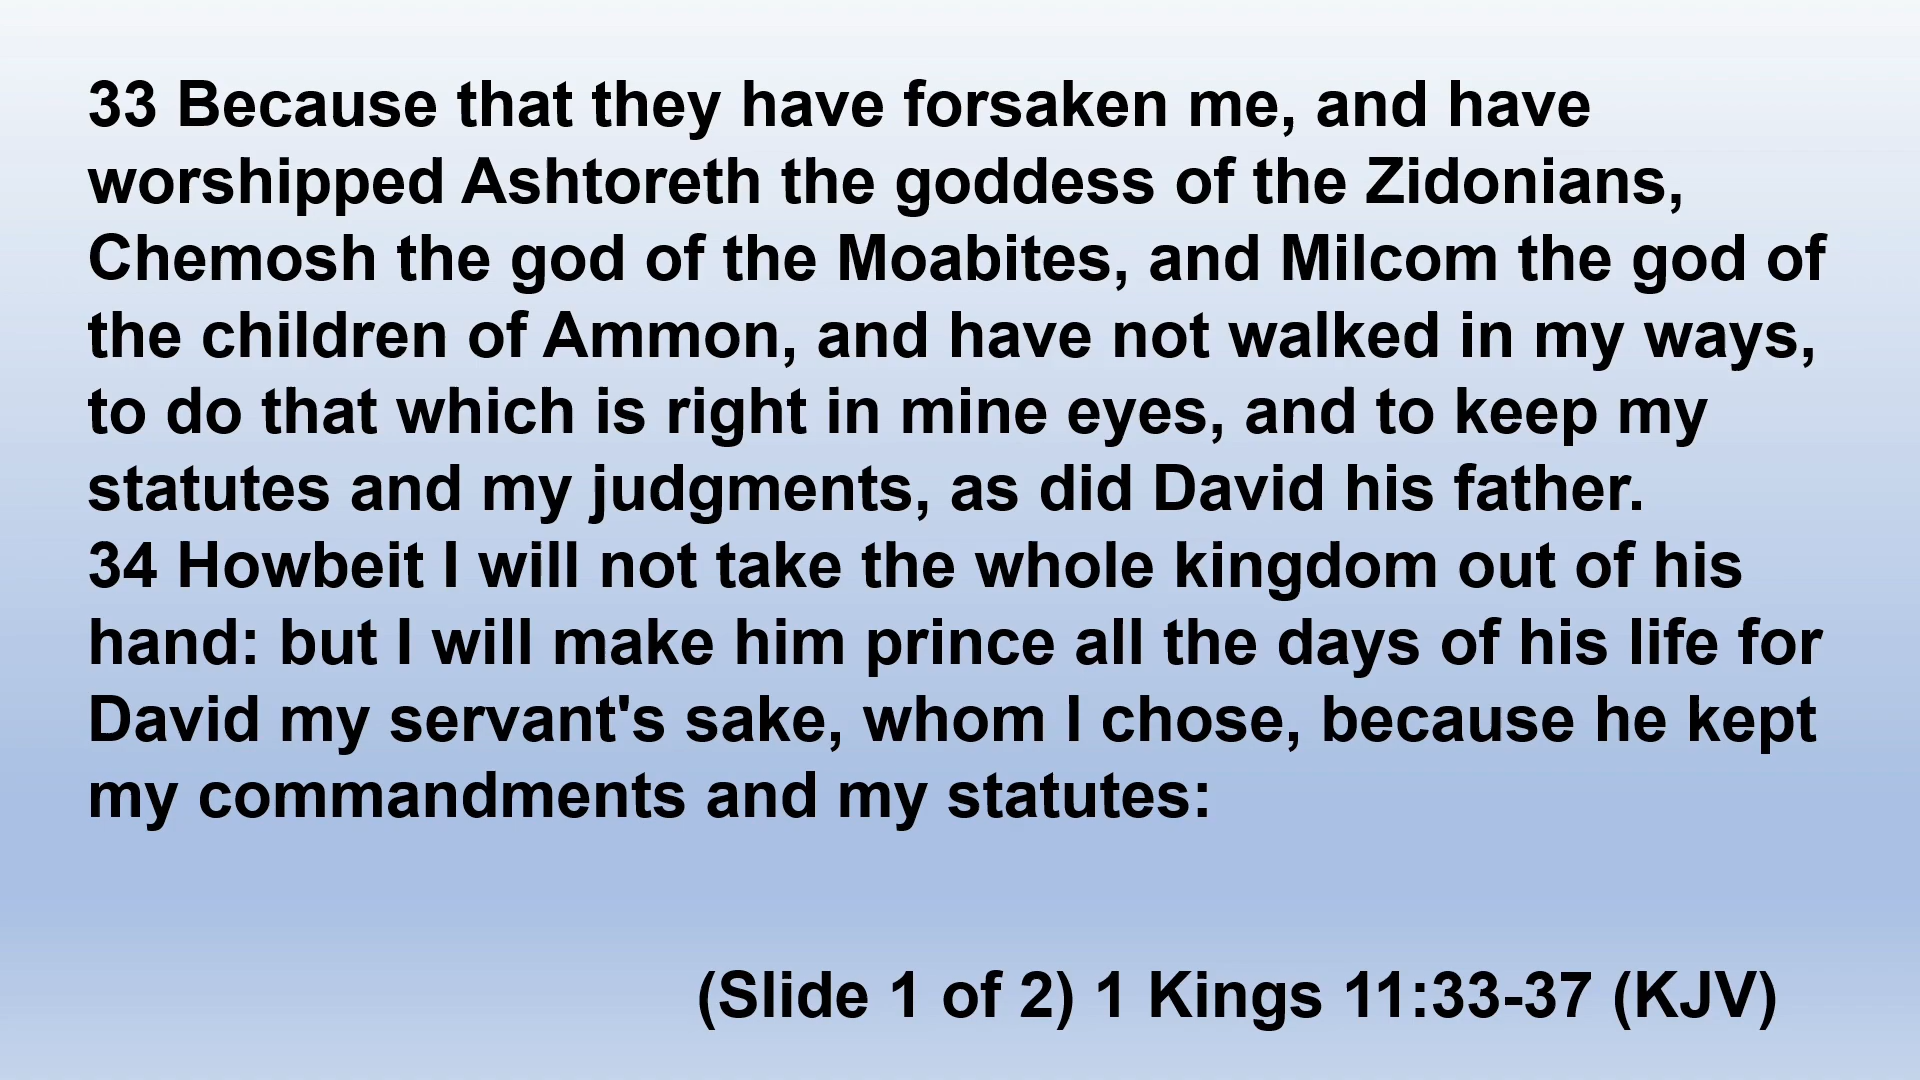 33 Because that they have forsaken me, and have
worshipped Ashtoreth the goddess of the Zidonians,
Chemosh the god of the Moabites, and Milcom the god of
the children of Ammon, and have not walked in my ways,
to do that which is right in mine eyes, and to keep my
statutes and my judgments, as did David his father.
34 Howbeit I will not take the whole kingdom out of his
hand: but I will make him prince all the days of his life for
David my servant's sake, whom I chose, because he kept
my commandments and my statutes:
(Slide 1 of 2) 1 Kings 11:33-37 (KJV)